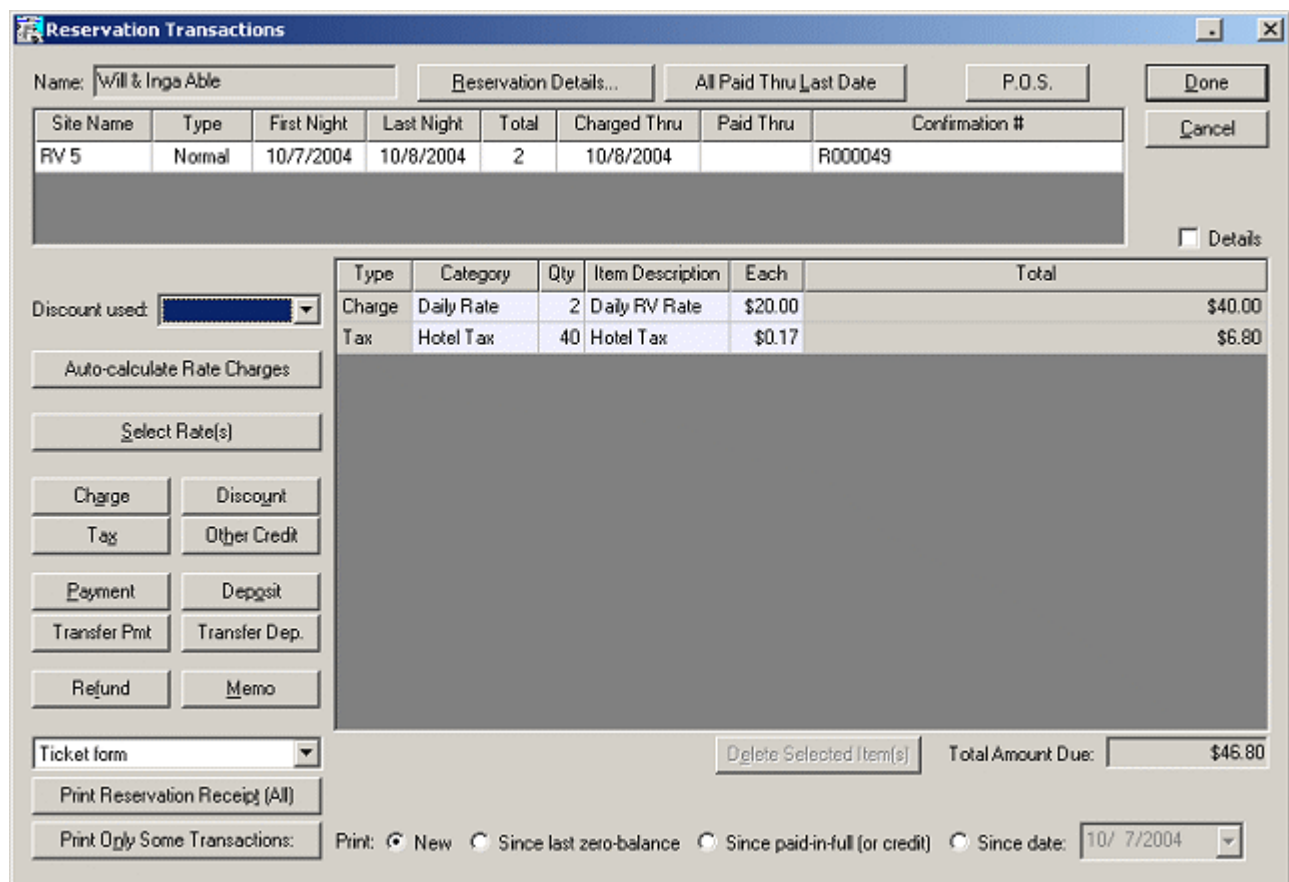 Reservation Transactions
Name: Will & Inga Able Reservation Details... All Paid Thru Last Date P.O.S. Done
Cancel
Site Name Type First Night Last Night Total Charged Thru Paid Thru Confirmation #
RV 5 Normal 10/7/2004 10/8/2004 2 10/8/2004 R000049
Details
Type Category Qty Item Description Each Total
Charge Daily Rate 2 Daily RV Rate $20.00 $40.00
Tax Hotel Tax 40 Hotel Tax $0.17 $6.80
Discount used:
Auto-calculate Rate Charges
Select Rate(s)
Charge Discount
Tax Other Credit
Payment Deposit
Transfer Pmt Transfer Dep.
Refund Memo
Ticket form
Delete Selected Item(s) Total Amount Due: $46.80
Print Reservation Receipt (All)
Print Only Some Transactions: Print: New Since last zero-balance Since paid-in-full (or credit) Since date: 10/ 7/2004